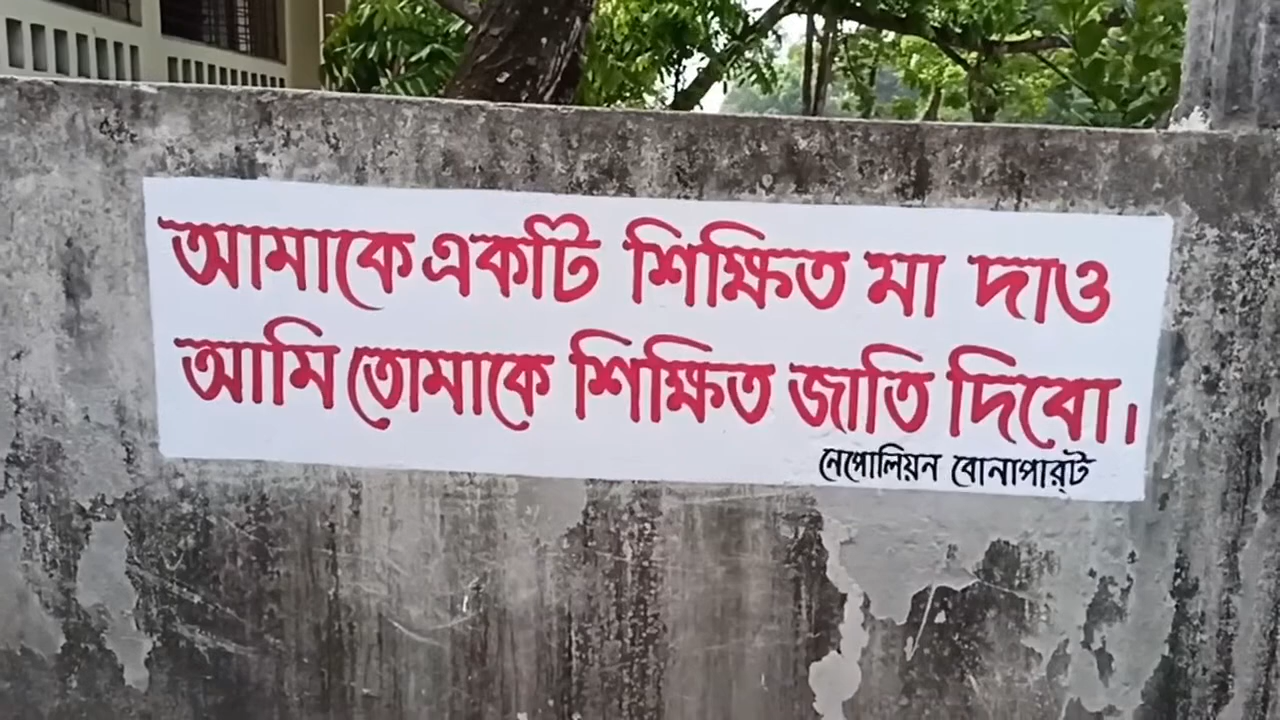 আমাকে একটি শিক্ষিত মা দাও
আমি তোমাকে শিক্ষিত জাতি দিবো।
নেপোলিয়ন বোনাপার্ট